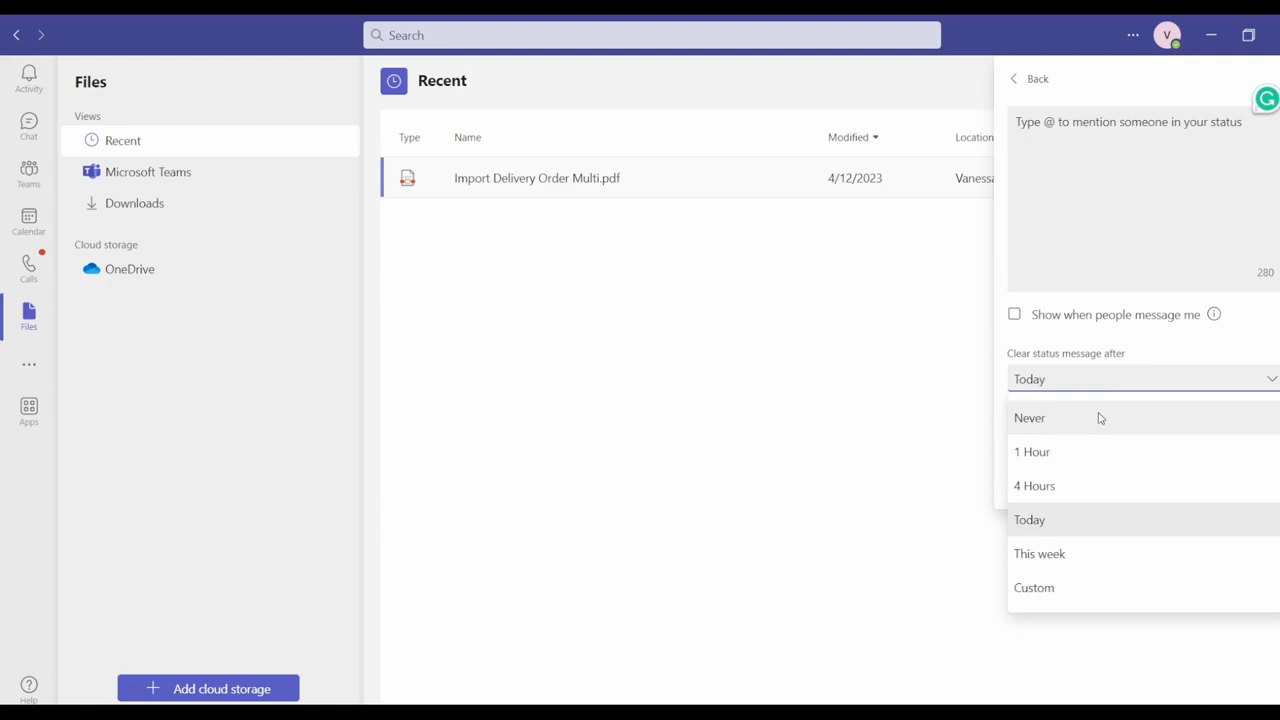 Search
V
Activity
Chat
Teams
Calendar
Calls
Files
Apps
Help
Files
Views
Recent
Microsoft Teams
Downloads
Cloud storage
OneDrive
Add cloud storage
Recent
Type Name Modified Location
Import Delivery Order Multi.pdf 4/12/2023 Vanessa
Back
Type @ to mention someone in your status
280
Show when people message me
Clear status message after
Today
Never
1 Hour
4 Hours
Today
This week
Custom